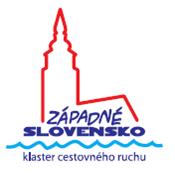 ZÁPADNÉ
SLOVENSKO
klaster cestovného ruchu